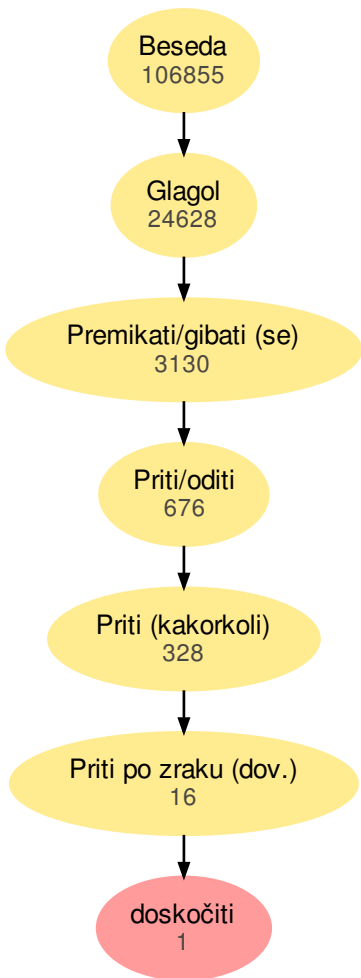 Beseda
106855
Glagol
24628
Premikati/gibati (se)
3130
Priti/oditi
676
Priti (kakorkoli)
328
Priti po zraku (dov.)
16
doskočiti
1